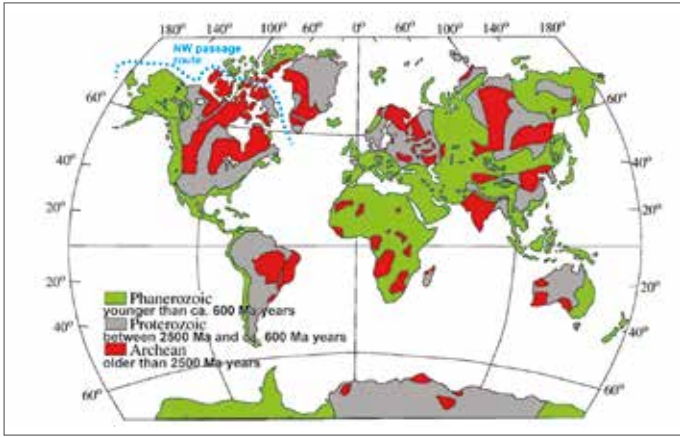 180° 140° 100° 60° 0° 60° 100° 140° 180°
NW passage
route
60° 60°
40° 40°
20° 20°
20° 20°
40° 40°
60° 60°
Phanerozoic
younger than ca. 600 Ma years
Proterozoic
between 2500 Ma and ca. 600 Ma years
Archean
older than 2500 Ma years